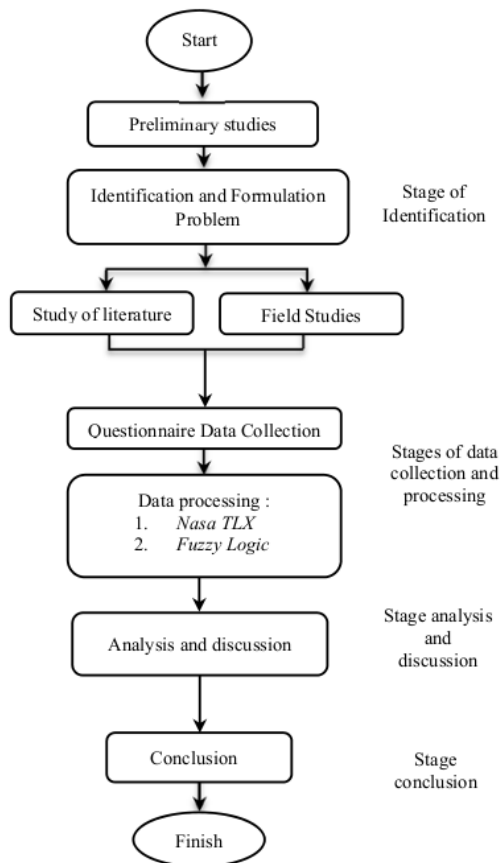 Start
Preliminary studies
Identification and Formulation
Problem
Stage of
Identification
Study of literature
Field Studies
Questionnaire Data Collection
Stages of data
collection and
processing
Data processing :
1. Nasa TLX
2. Fuzzy Logic
Stage analysis
and
discussion
Analysis and discussion
Conclusion
Stage
conclusion
Finish